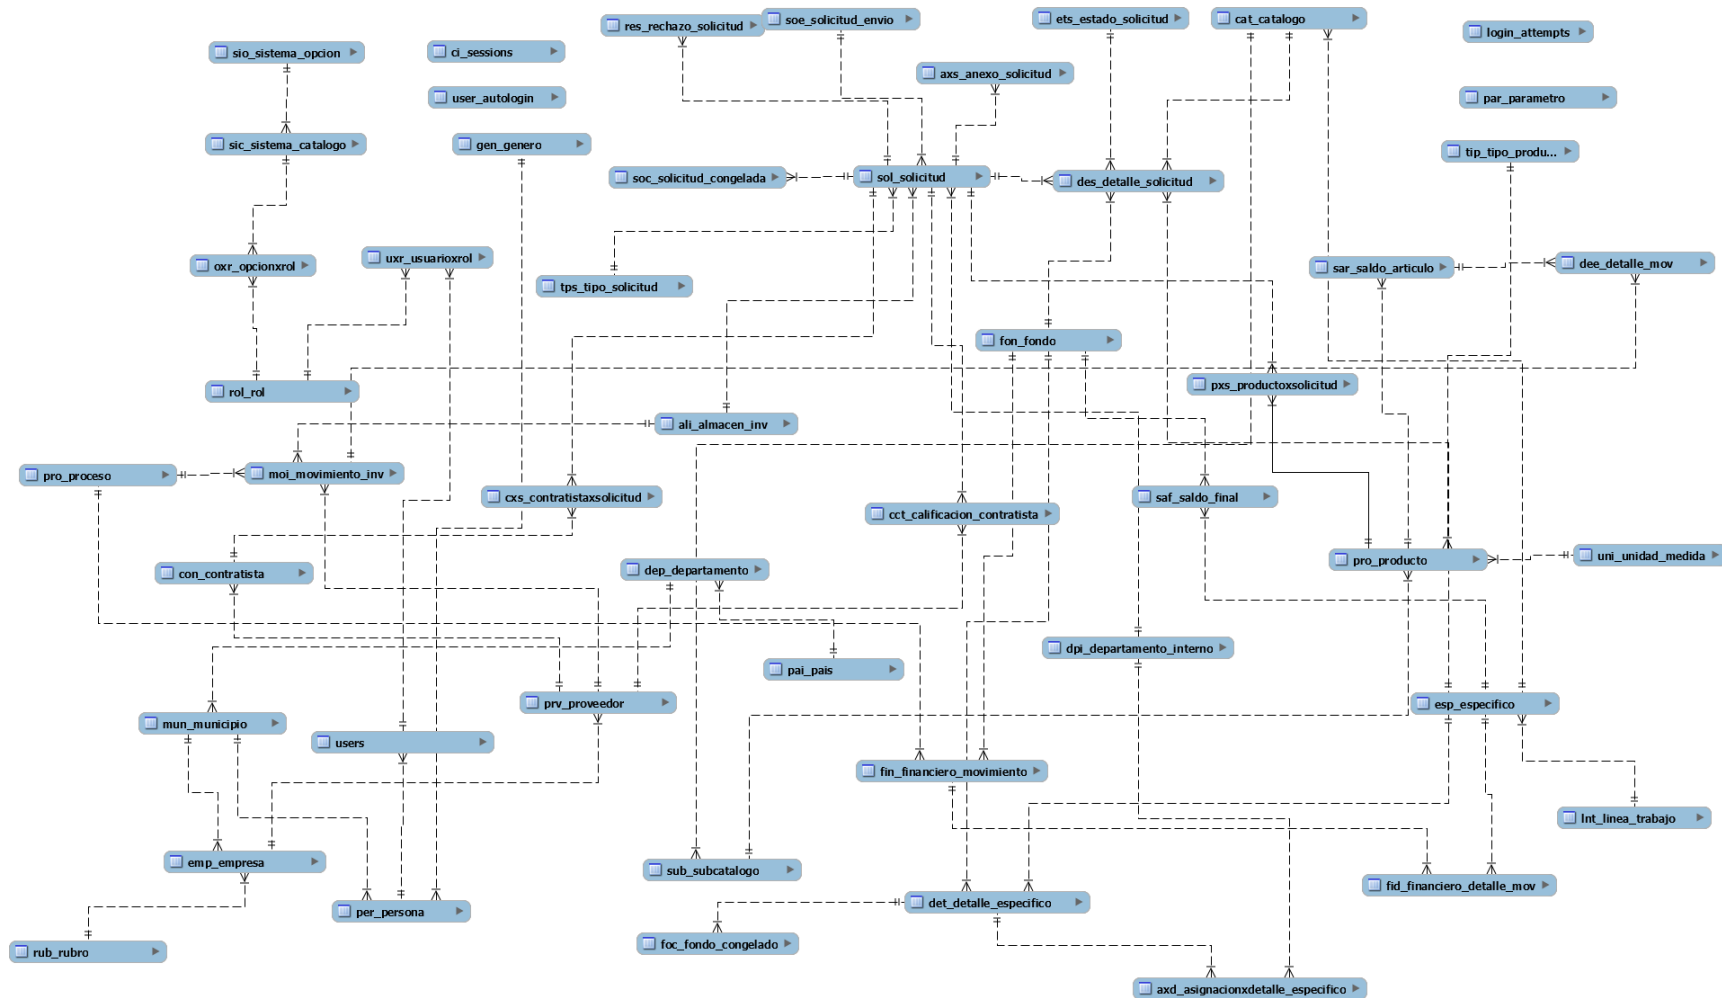 res_rechazo_solicitud
soe_solicitud_envio
ets_estado_solicitud
cat_catalogo
login_attempts
sio_sistema_opcion
ci_sessions
axs_anexo_solicitud
user_autologin
par_parametro
sic_sistema_catalogo
gen_genero
tip_tipo_produ...
soc_solicitud_congelada
sol_solicitud
des_detalle_solicitud
oxr_opcionxrol
uxr_usuarioxrol
sar_saldo_articulo
dee_detalle_mov
tps_tipo_solicitud
fon_fondo
rol_rol
pxs_productoxsolicitud
ali_almacen_inv
pro_proceso
moi_movimiento_inv
cxs_contratistaxsolicitud
saf_saldo_final
cct_calificacion_contratista
con_contratista
dep_departamento
pro_producto
uni_unidad_medida
dpi_departamento_interno
pai_pais
prv_proveedor
esp_especifico
mun_municipio
users
fin_financiero_movimiento
lnt_linea_trabajo
emp_empresa
sub_subcatalogo
fid_financiero_detalle_mov
per_persona
det_detalle_especifico
foc_fondo_congelado
rub_rubro
axd_asignacionxdetalle_especifico